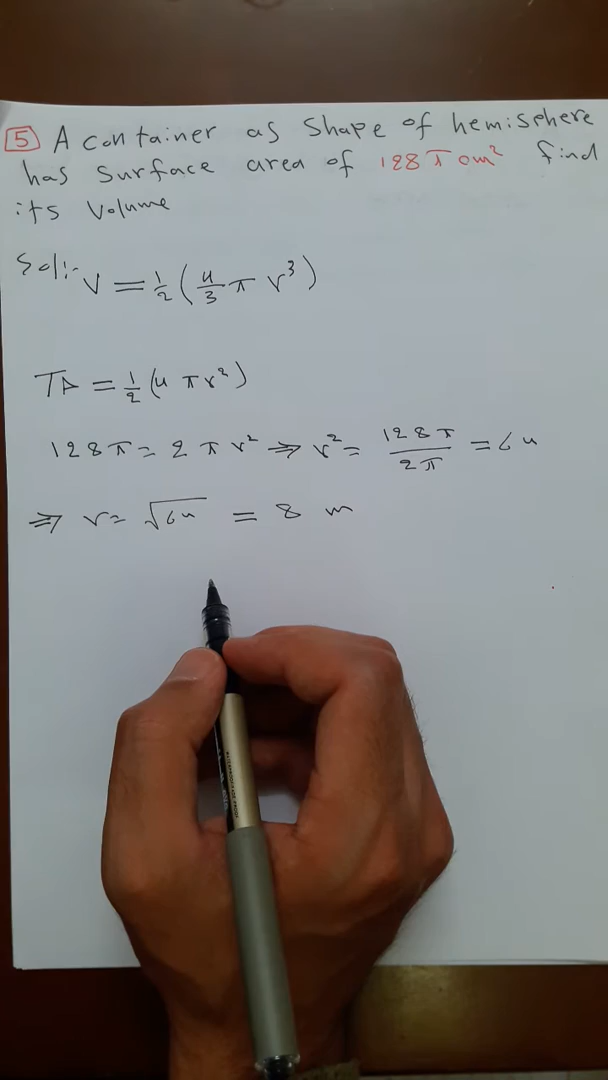 5 A container as shape of hemisphere
has surface area of 128π cm² find
its volume
Sol:- V = 1/2 (4/3 π r³)
TA = 1/2 (4 π r²)
128π = 2 π r² ⇒ r² = 128π/2π = 64
⇒ r = √64 = 8 m